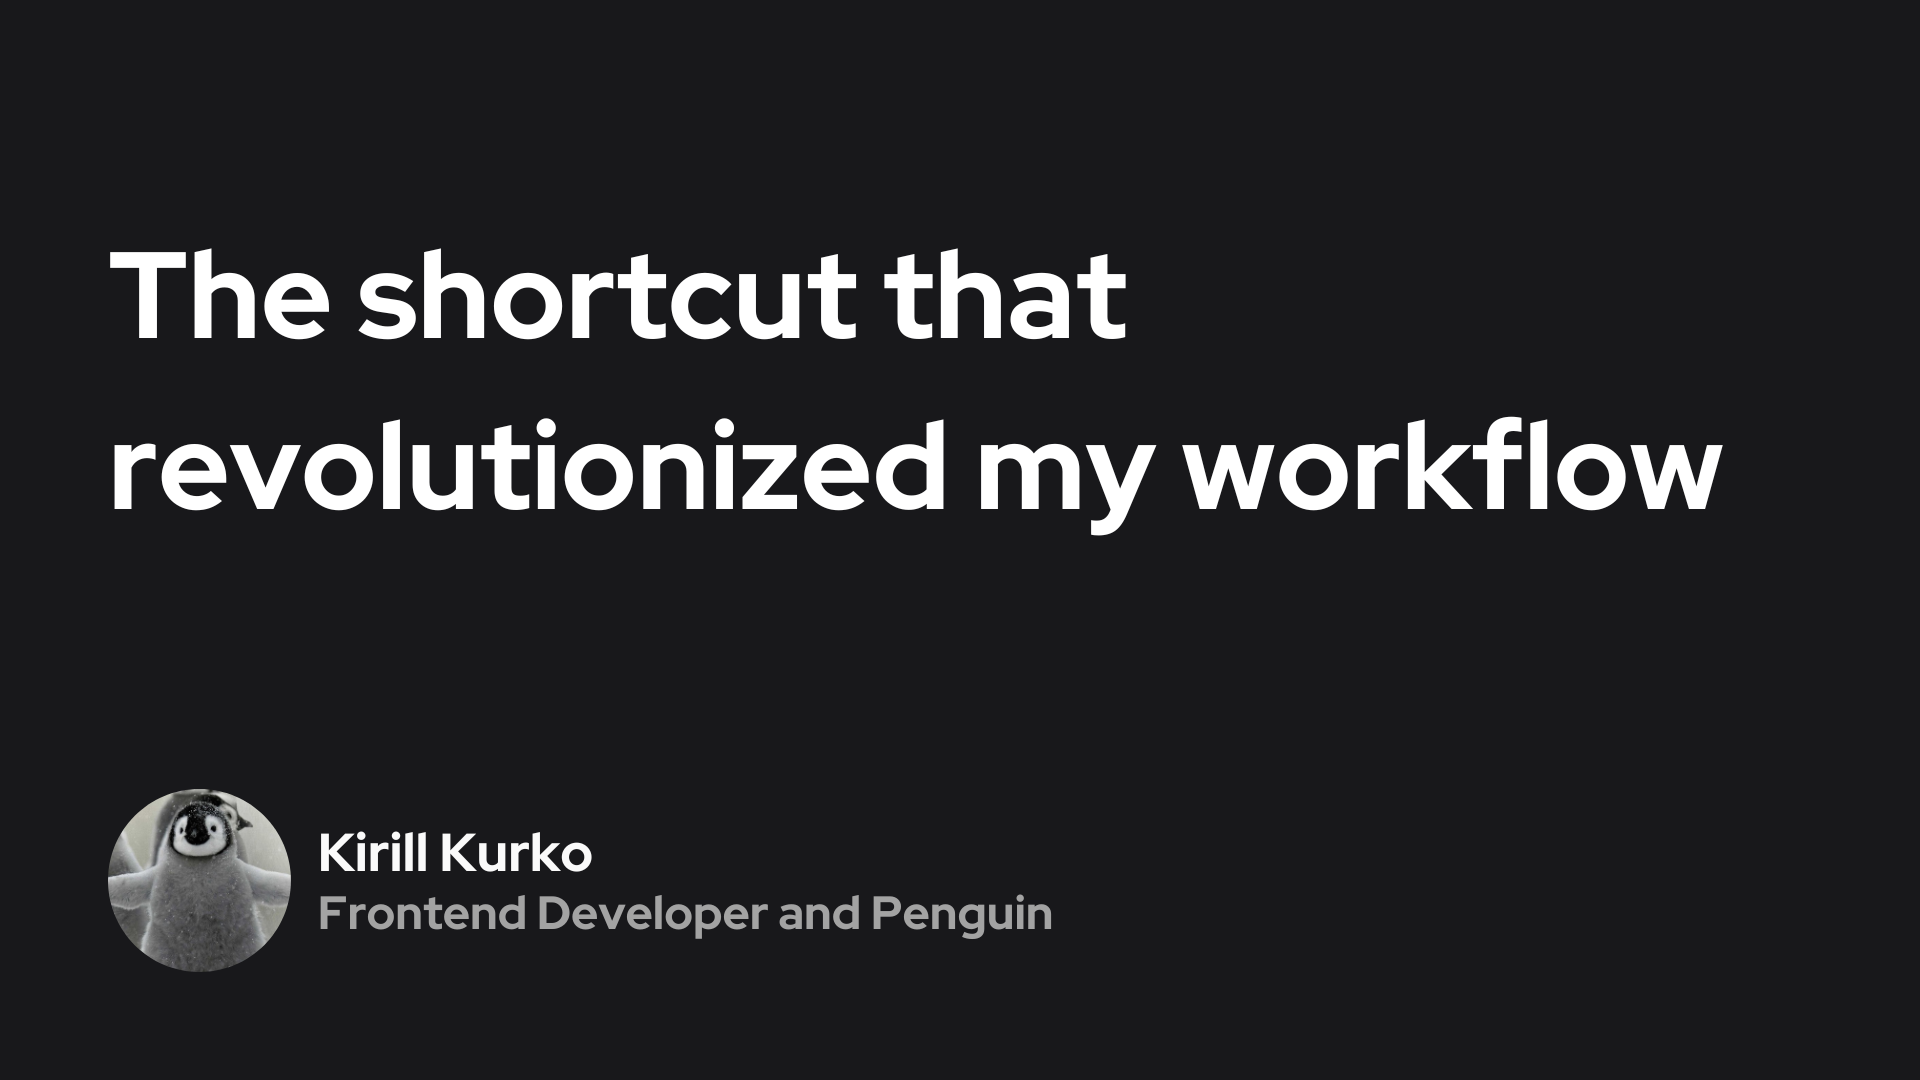 The shortcut that
revolutionized my workflow
Kirill Kurko
Frontend Developer and Penguin